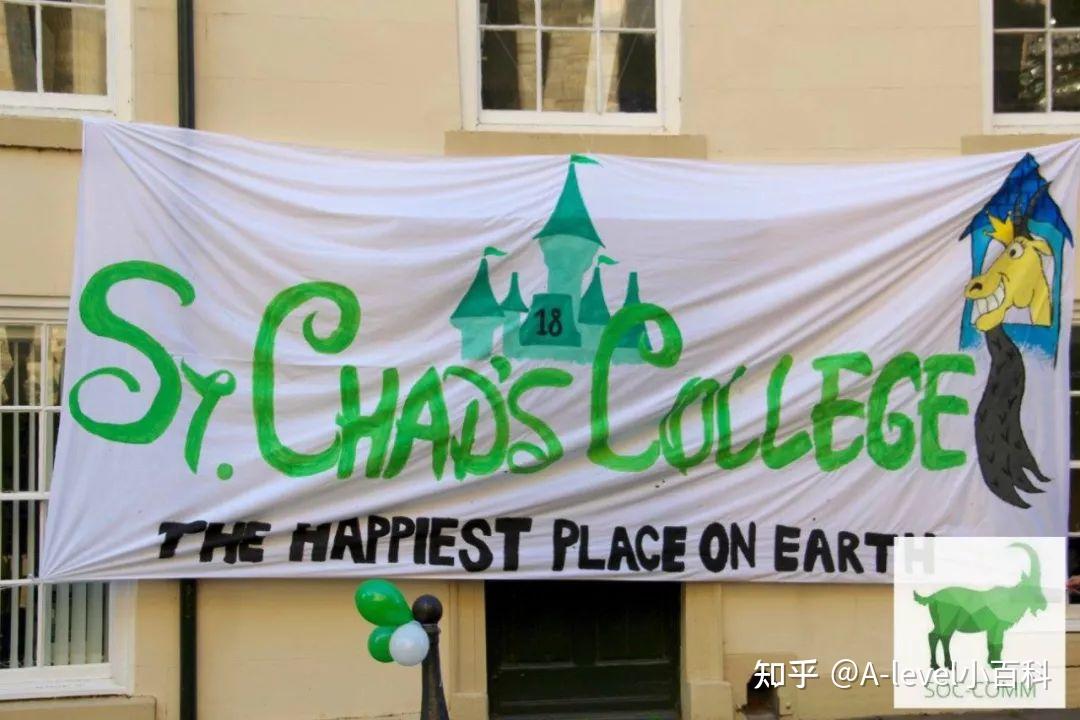 18
ST. CHAD'S COLLEGE
THE HAPPIEST PLACE ON EARTH
知乎 @A-level小百科
SOC-COMM